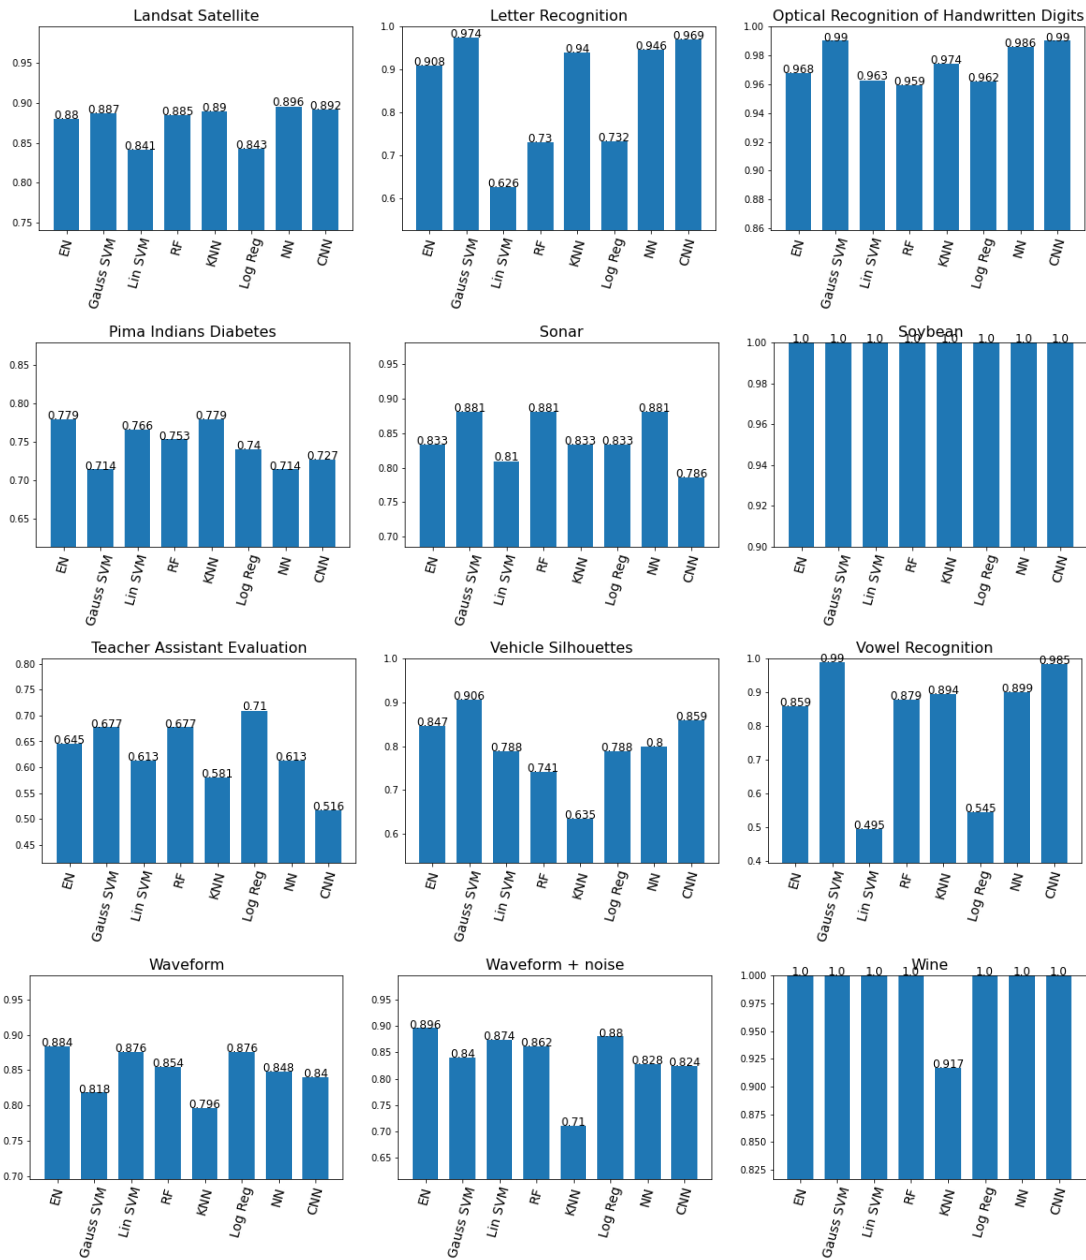 Landsat Satellite
0.95
0.90
0.85
0.80
0.75
0.88
0.887
0.841
0.885
0.89
0.843
0.896
0.892
EN
Gauss SVM
Lin SVM
RF
KNN
Log Reg
NN
CNN
Letter Recognition
1.0
0.9
0.8
0.7
0.6
0.908
0.974
0.626
0.73
0.94
0.732
0.946
0.969
EN
Gauss SVM
Lin SVM
RF
KNN
Log Reg
NN
CNN
Optical Recognition of Handwritten Digits
1.00
0.98
0.96
0.94
0.92
0.90
0.88
0.86
0.968
0.99
0.963
0.959
0.974
0.962
0.986
0.99
EN
Gauss SVM
Lin SVM
RF
KNN
Log Reg
NN
CNN
Pima Indians Diabetes
0.85
0.80
0.75
0.70
0.65
0.779
0.714
0.766
0.753
0.779
0.74
0.714
0.727
EN
Gauss SVM
Lin SVM
RF
KNN
Log Reg
NN
CNN
Sonar
0.95
0.90
0.85
0.80
0.75
0.70
0.833
0.881
0.81
0.881
0.833
0.833
0.881
0.786
EN
Gauss SVM
Lin SVM
RF
KNN
Log Reg
NN
CNN
Soybean
1.00
0.98
0.96
0.94
0.92
0.90
1.0
1.0
1.0
1.0
1.0
1.0
1.0
1.0
EN
Gauss SVM
Lin SVM
RF
KNN
Log Reg
NN
CNN
Teacher Assistant Evaluation
0.80
0.75
0.70
0.65
0.60
0.55
0.50
0.45
0.645
0.677
0.613
0.677
0.581
0.71
0.613
0.516
EN
Gauss SVM
Lin SVM
RF
KNN
Log Reg
NN
CNN
Vehicle Silhouettes
1.0
0.9
0.8
0.7
0.6
0.847
0.906
0.788
0.741
0.635
0.788
0.8
0.859
EN
Gauss SVM
Lin SVM
RF
KNN
Log Reg
NN
CNN
Vowel Recognition
1.0
0.9
0.8
0.7
0.6
0.5
0.4
0.859
0.99
0.495
0.879
0.894
0.545
0.899
0.985
EN
Gauss SVM
Lin SVM
RF
KNN
Log Reg
NN
CNN
Waveform
0.95
0.90
0.85
0.80
0.75
0.70
0.884
0.818
0.876
0.854
0.796
0.876
0.848
0.84
EN
Gauss SVM
Lin SVM
RF
KNN
Log Reg
NN
CNN
Waveform + noise
0.95
0.90
0.85
0.80
0.75
0.70
0.65
0.896
0.84
0.874
0.862
0.71
0.88
0.828
0.824
EN
Gauss SVM
Lin SVM
RF
KNN
Log Reg
NN
CNN
Wine
1.000
0.975
0.950
0.925
0.900
0.875
0.850
0.825
1.0
1.0
1.0
1.0
0.917
1.0
1.0
1.0
EN
Gauss SVM
Lin SVM
RF
KNN
Log Reg
NN
CNN